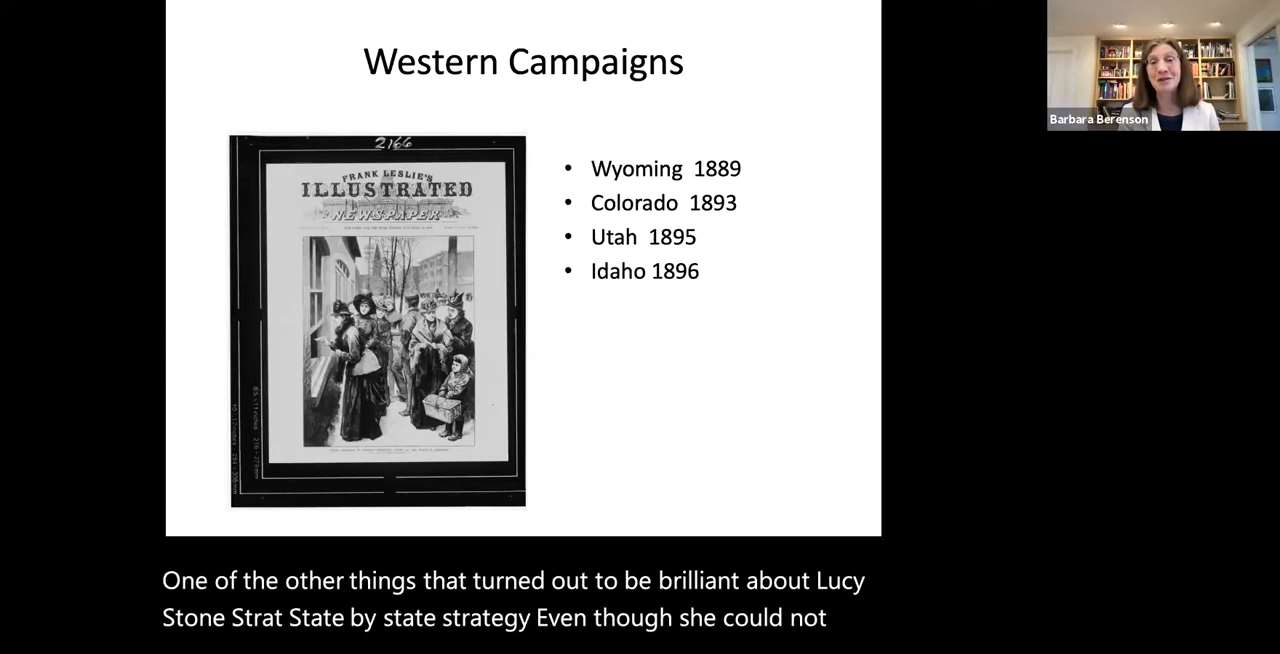 Western Campaigns
Barbara Berenson
2166
FRANK LESLIE'S
ILLUSTRATED
NEWSPAPER
• Wyoming 1889
• Colorado 1893
• Utah 1895
• Idaho 1896
One of the other things that turned out to be brilliant about Lucy
Stone Strat State by state strategy Even though she could not